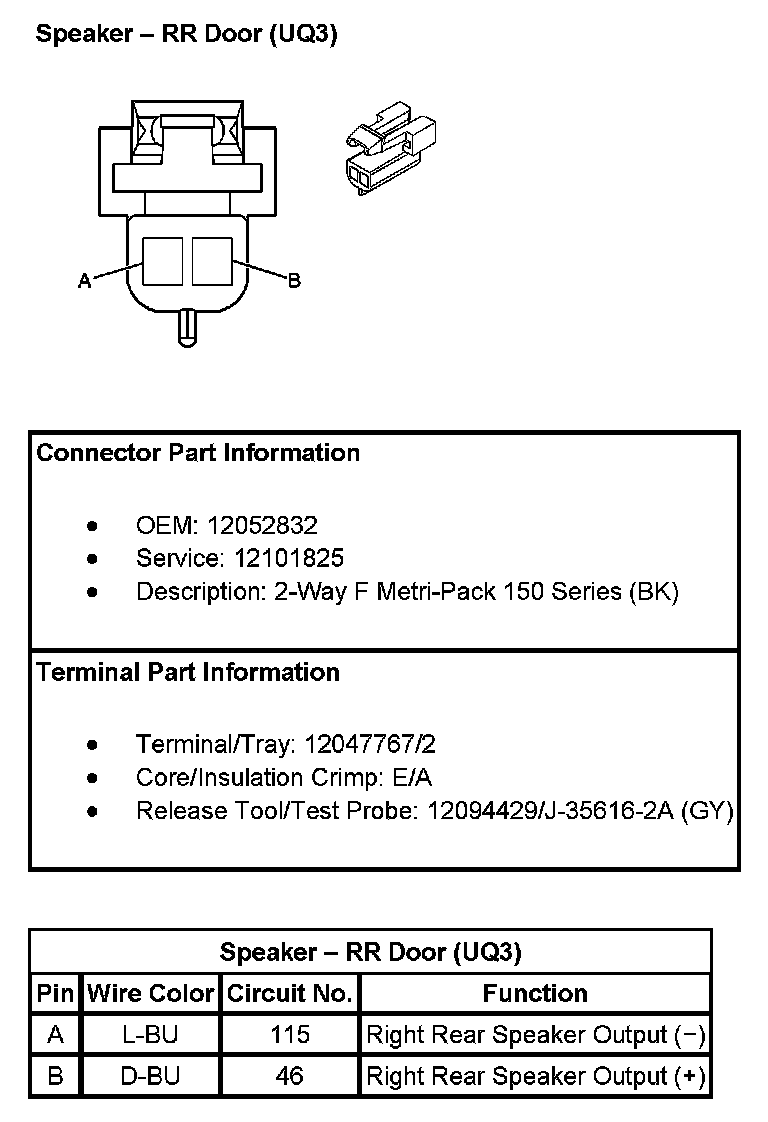 Speaker – RR Door (UQ3)
A
B
Connector Part Information
• OEM: 12052832
• Service: 12101825
• Description: 2-Way F Metri-Pack 150 Series (BK)
Terminal Part Information
• Terminal/Tray: 12047767/2
• Core/Insulation Crimp: E/A
• Release Tool/Test Probe: 12094429/J-35616-2A (GY)
Speaker – RR Door (UQ3)
Pin Wire Color Circuit No. Function
A L-BU 115 Right Rear Speaker Output (−)
B D-BU 46 Right Rear Speaker Output (+)